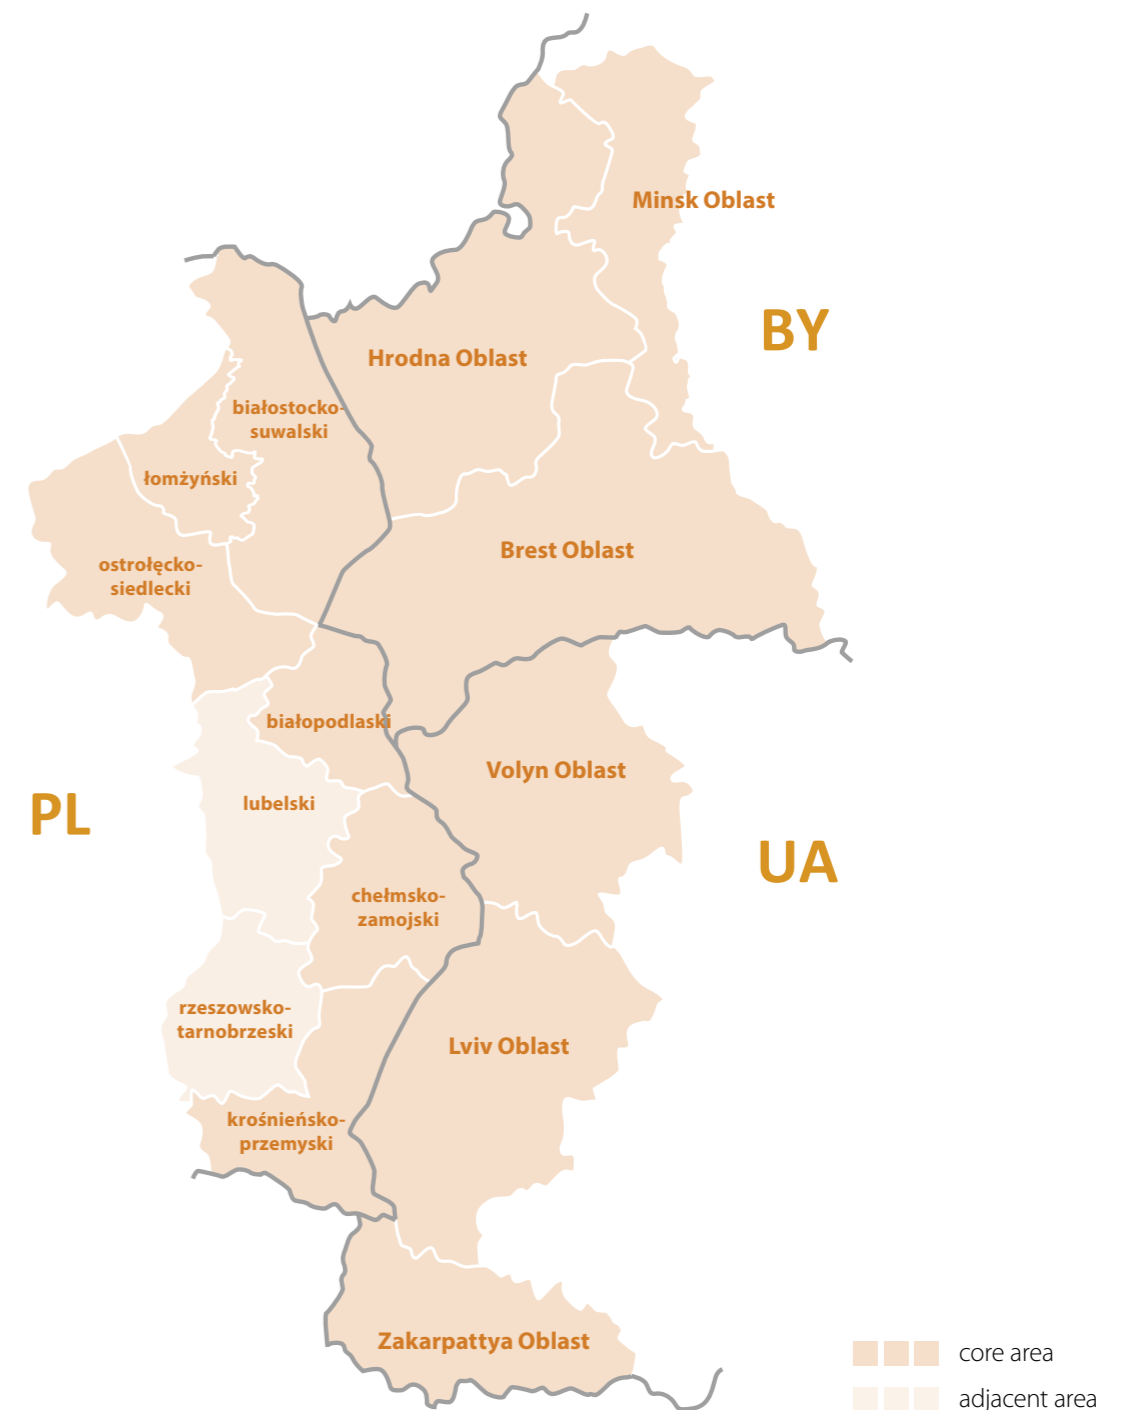 Minsk Oblast
BY
Hrodna Oblast
białostocko-
suwalski
łomżyński
Brest Oblast
ostrołęcko-
siedlecki
białopodlaski
Volyn Oblast
lubelski
PL
UA
chełmsko-
zamojski
rzeszowsko-
tarnobrzeski
Lviv Oblast
krośnieńsko-
przemyski
Zakarpattya Oblast
core area
adjacent area